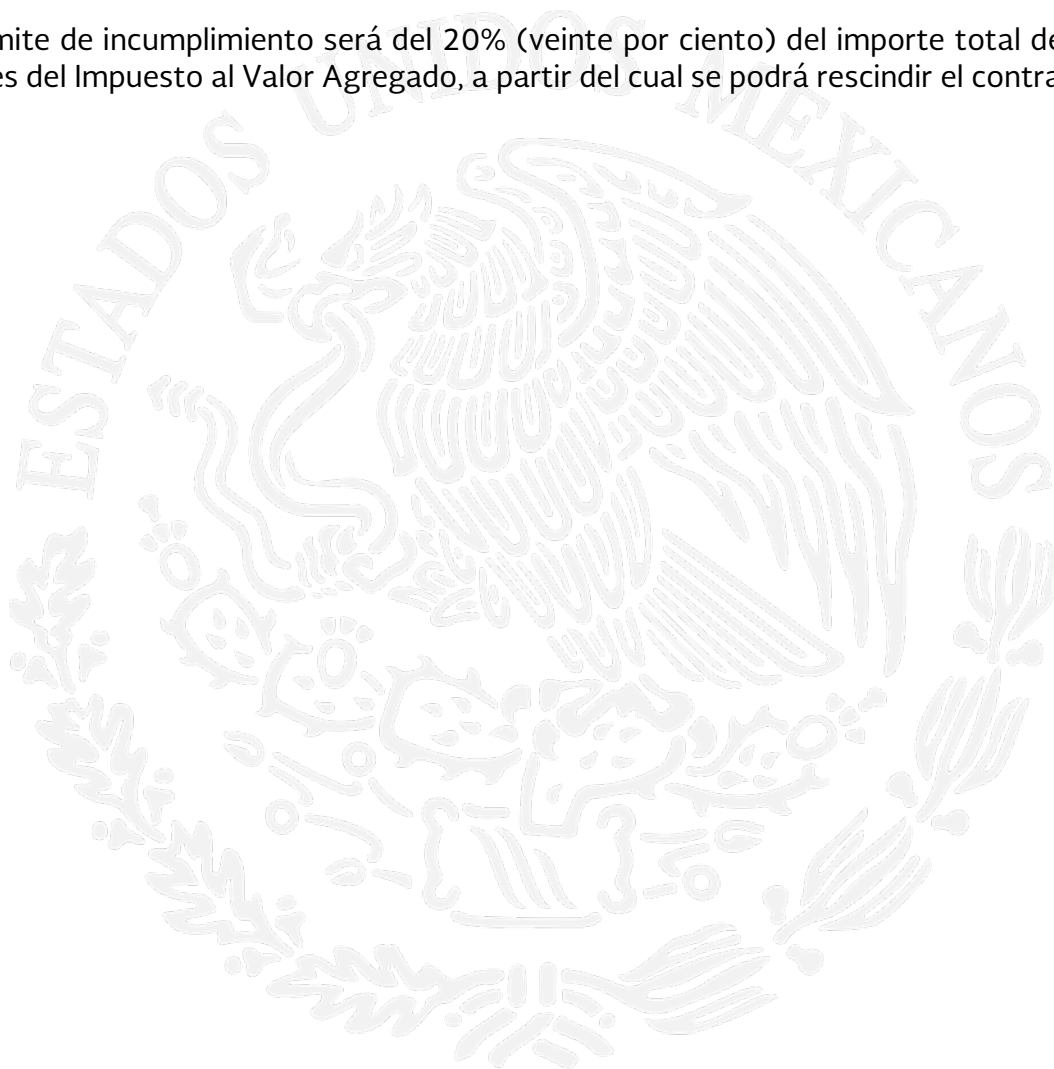 mite de incumplimiento será del 20% (veinte por ciento) del importe total de
es del Impuesto al Valor Agregado, a partir del cual se podrá rescindir el contra
ESTADOS UNIDOS MEXICANOS